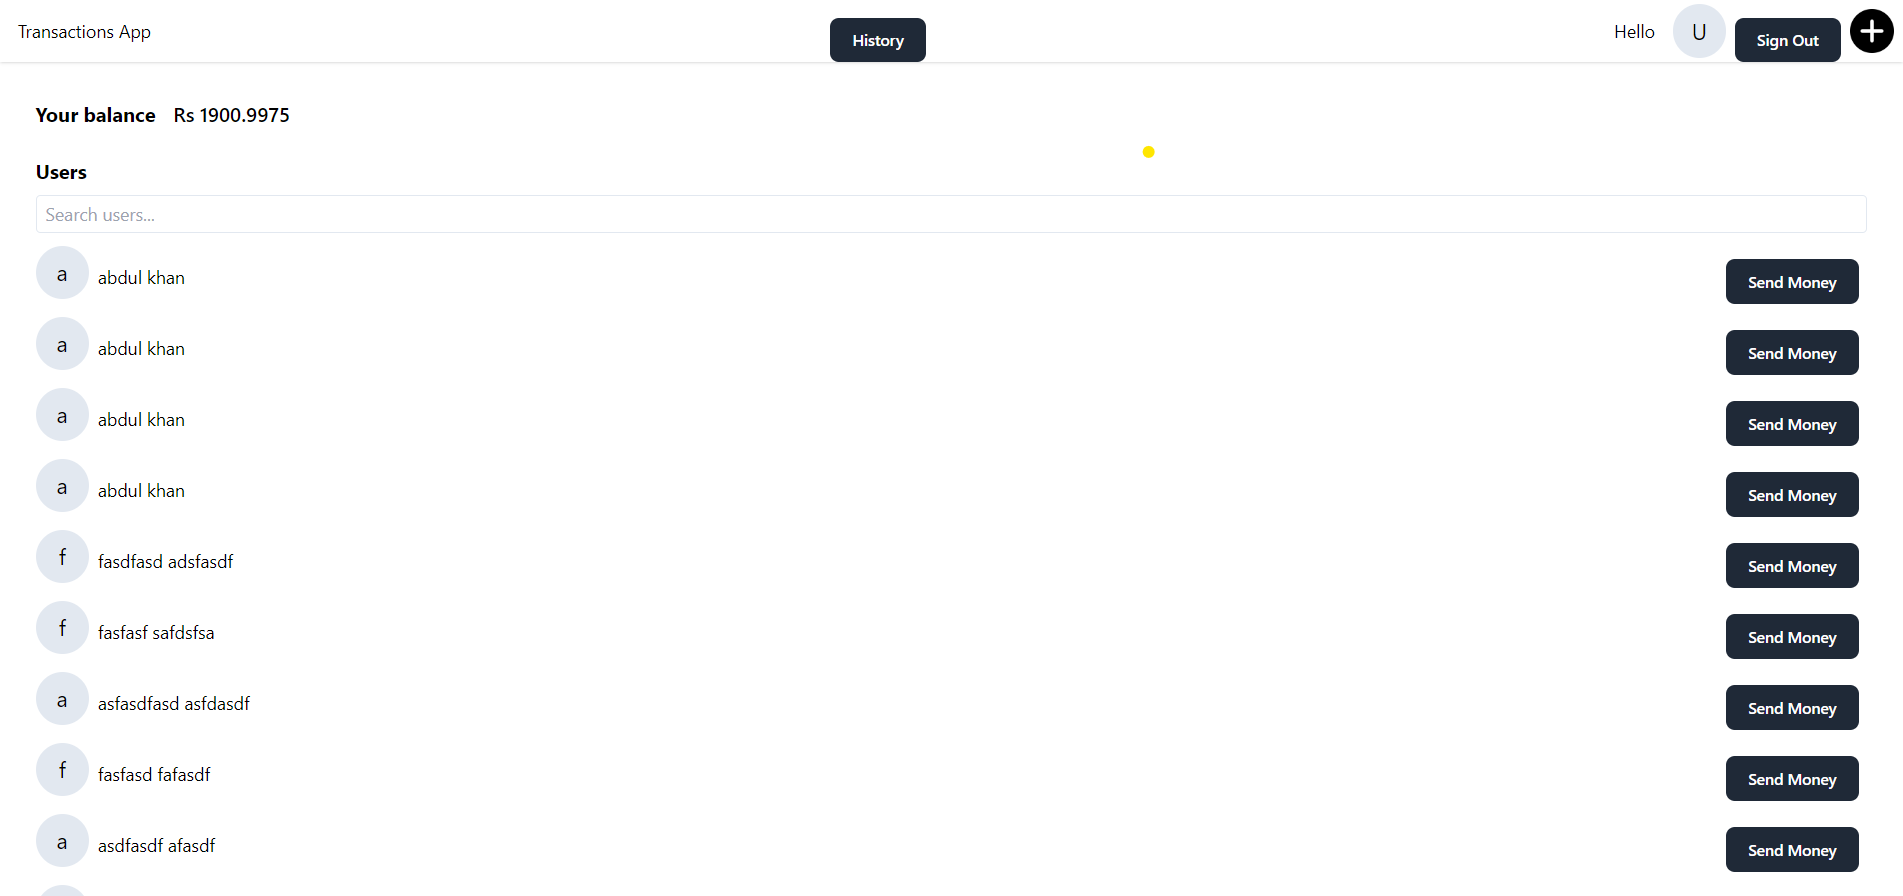 Transactions App
History
Hello
U
Sign Out
Your balance Rs 1900.9975
Users
Search users...
a abdul khan Send Money
a abdul khan Send Money
a abdul khan Send Money
a abdul khan Send Money
f fasdfasd adsfasdf Send Money
f fasfasf safdsfsa Send Money
a asfasdfasd asfdasdf Send Money
f fasfasd fafasdf Send Money
a asdfasdf afasdf Send Money